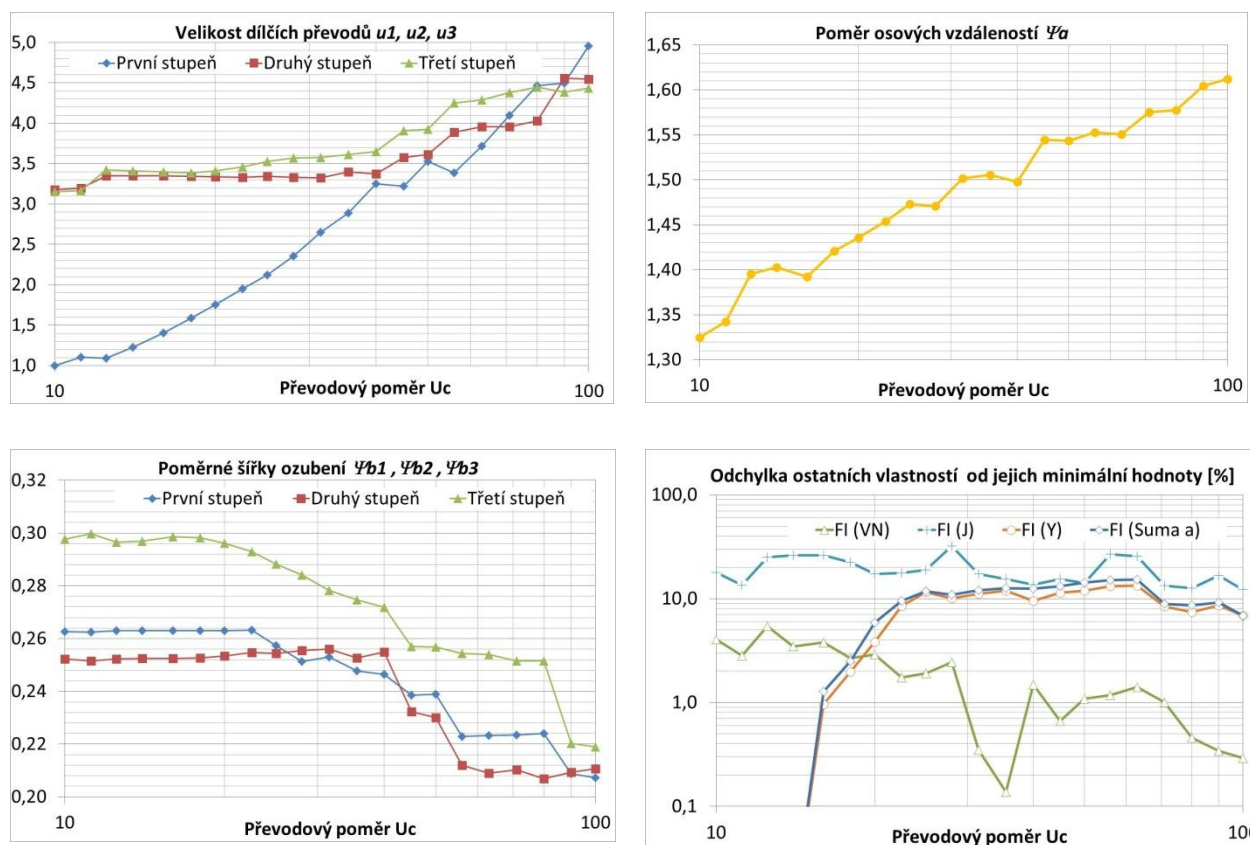 Velikost dílčích převodů u1, u2, u3
První stupeň Druhý stupeň Třetí stupeň
5,0
4,5
4,0
3,5
3,0
2,5
2,0
1,5
1,0
10 Převodový poměr Uc 100
Poměr osových vzdáleností Ψa
1,65
1,60
1,55
1,50
1,45
1,40
1,35
1,30
10 Převodový poměr Uc 100
Poměrné šířky ozubení Ψb1 , Ψb2 , Ψb3
První stupeň Druhý stupeň Třetí stupeň
0,32
0,30
0,28
0,26
0,24
0,22
0,20
10 Převodový poměr Uc 100
Odchylka ostatních vlastností od jejich minimální hodnoty [%]
FI (VN) FI (J) FI (Y) FI (Suma a)
100,0
10,0
1,0
0,1
10 Převodový poměr Uc 100